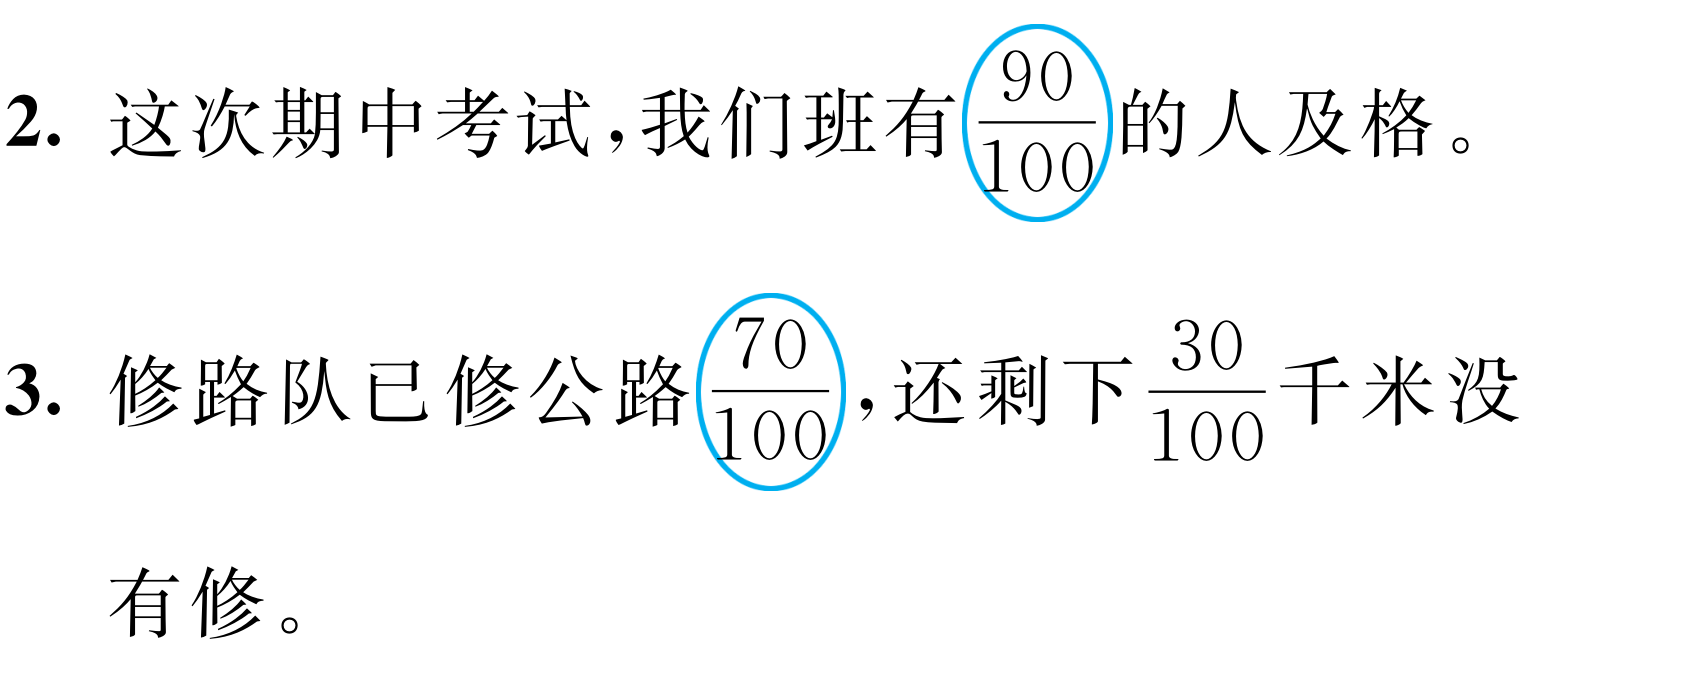 2. 这次期中考试,我们班有90/100的人及格。
3. 修路队已修公路70/100,还剩下30/100千米没
有修。